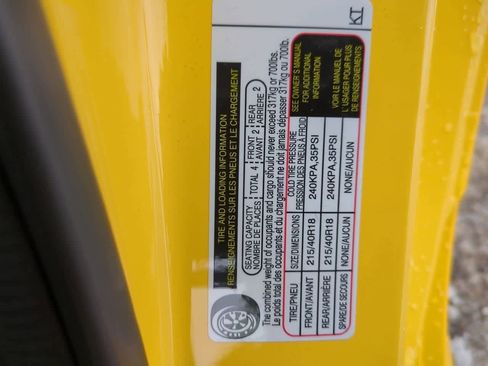 TIRE AND LOADING INFORMATION
RENSEIGNEMENTS SUR LES PNEUS ET LE CHARGEMENT
SEATING CAPACITY TOTAL 4 FRONT 2 REAR 2
NOMBRE DE PLACES AVANT ARRIÈRE
The combined weight of occupants and cargo should never exceed 317kg or 700lbs.
Le poids total des occupants et du chargement ne doit jamais dépasser 317kg ou 700lb.
TIRE/PNEU SIZE/DIMENSIONS COLD TIRE PRESSURE
PRESSION DES PNEUS À FROID
FRONT/AVANT 215/40R18 240KPA,35PSI
REAR/ARRIÈRE 215/40R18 240KPA,35PSI
SPARE/DE SECOURS NONE/AUCUN NONE/AUCUN
SEE OWNER'S MANUAL
FOR ADDITIONAL
INFORMATION
VOIR LE MANUEL DE
L'USAGER POUR PLUS
DE RENSEIGNEMENTS
KT